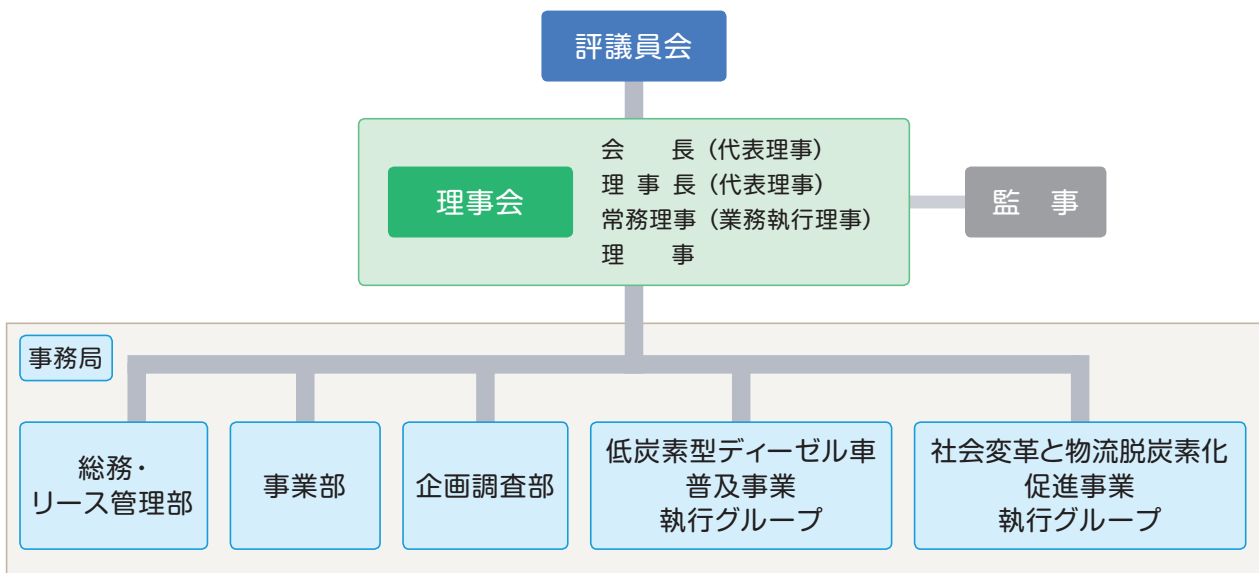 評議員会
理事会
会　　長（代表理事）
理 事 長（代表理事）
常務理事（業務執行理事）
理　　事
監　事
事務局
総務・
リース管理部
事業部
企画調査部
低炭素型ディーゼル車
普及事業
執行グループ
社会変革と物流脱炭素化
促進事業
執行グループ